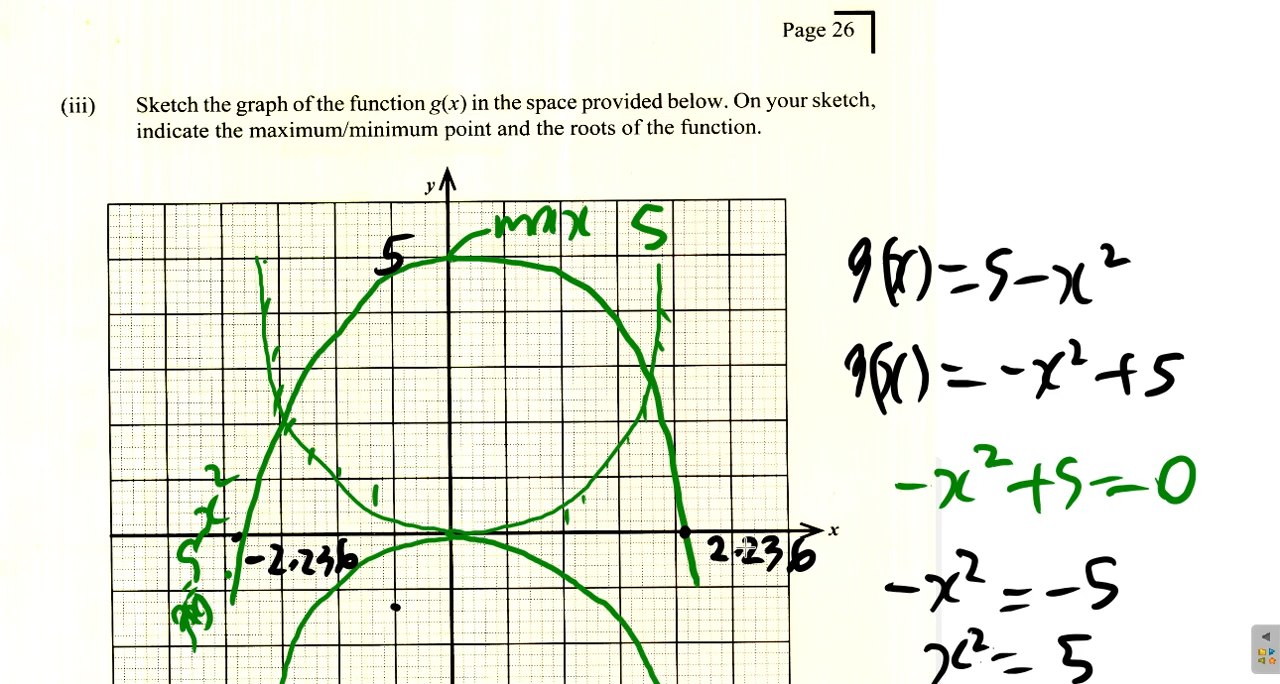 Page 26
(iii) Sketch the graph of the function g(x) in the space provided below. On your sketch,
indicate the maximum/minimum point and the roots of the function.
y
max 5
5
g(x) = 5 - x²
g(x) = -x² + 5
-x² + 5 = 0
x
-2.236
2.236
-x² = -5
x² = 5